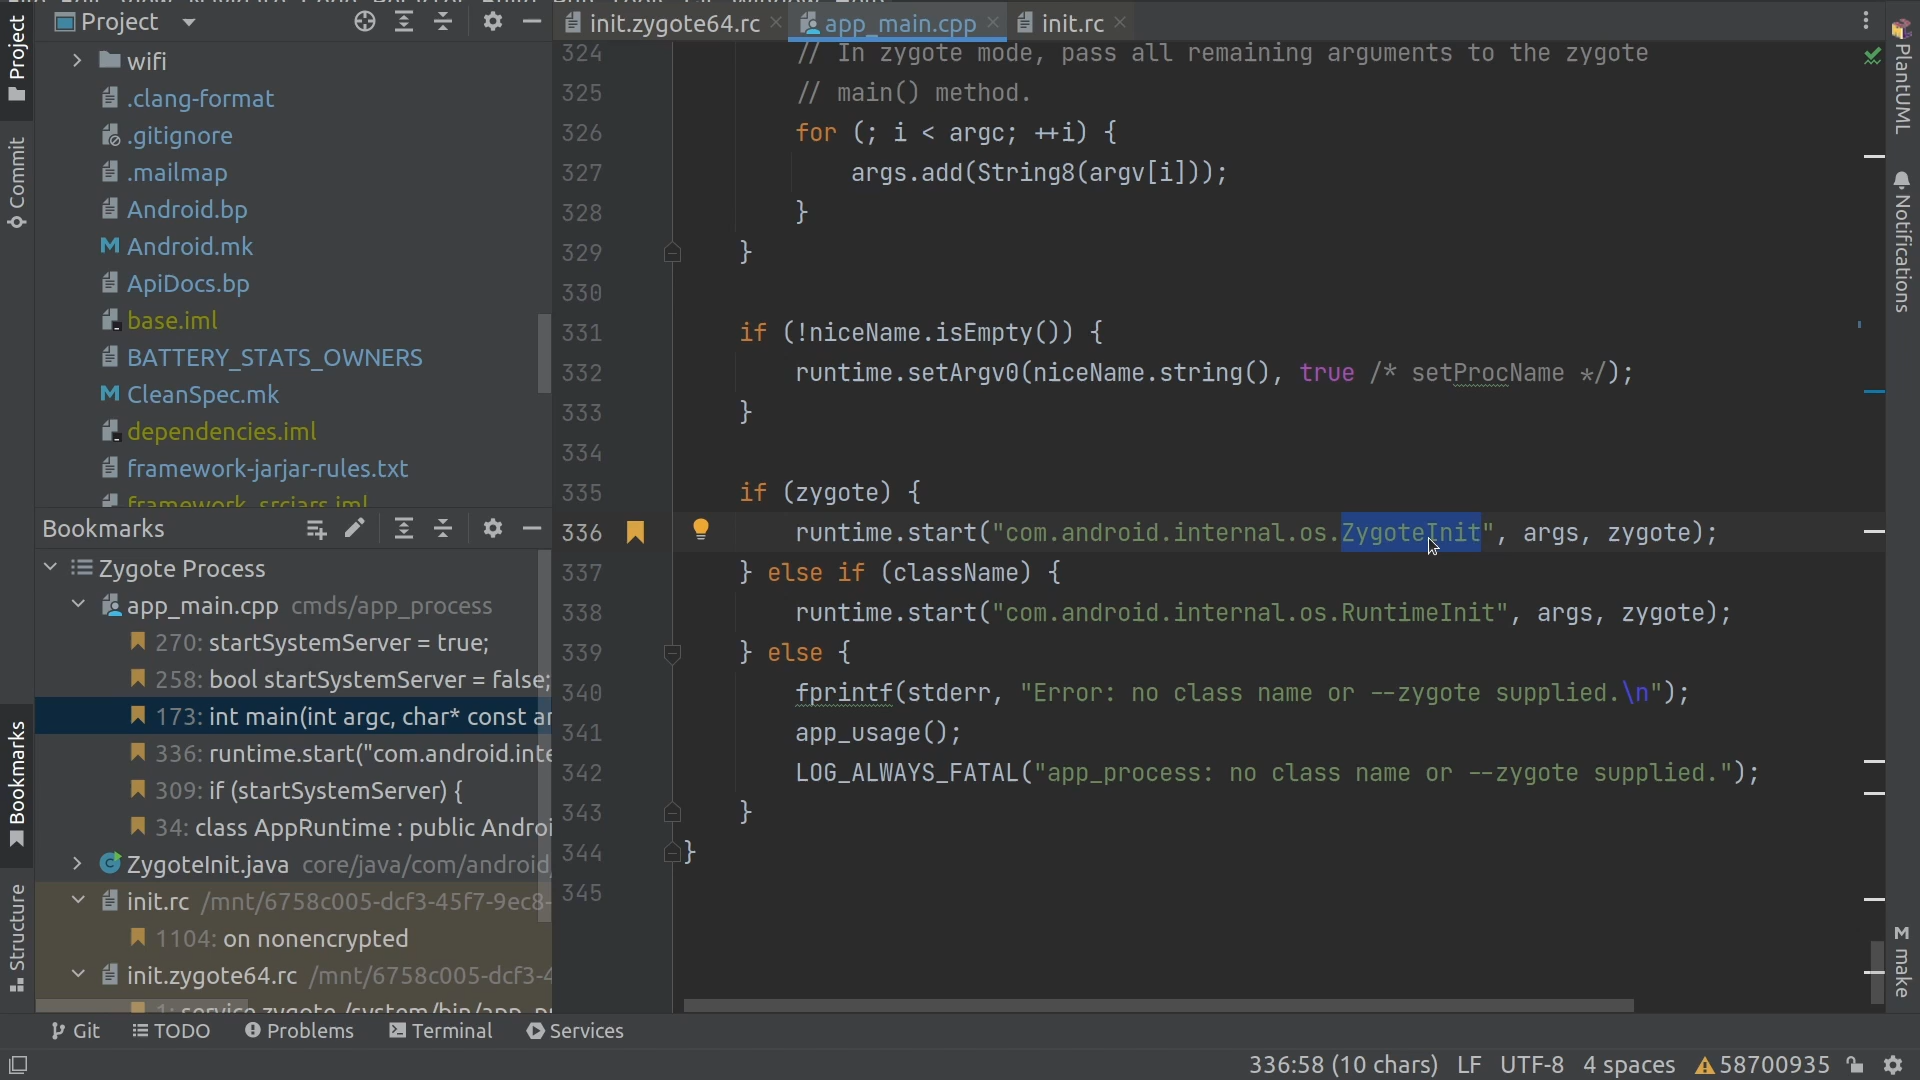 Project
init.zygote64.rc
app_main.cpp
init.rc
Project
Commit
Bookmarks
Structure
wifi
.clang-format
.gitignore
.mailmap
Android.bp
Android.mk
ApiDocs.bp
base.iml
BATTERY_STATS_OWNERS
CleanSpec.mk
dependencies.iml
framework-jarjar-rules.txt
framework_srcjars.iml
Bookmarks
Zygote Process
app_main.cpp cmds/app_process
270: startSystemServer = true;
258: bool startSystemServer = false;
173: int main(int argc, char* const ar
336: runtime.start("com.android.inte
309: if (startSystemServer) {
34: class AppRuntime : public Androi
ZygoteInit.java core/java/com/android
init.rc /mnt/6758c005-dcf3-45f7-9ec8-
1104: on nonencrypted
init.zygote64.rc /mnt/6758c005-dcf3-4
1: service zygote /system/bin/app_pr
324 // In zygote mode, pass all remaining arguments to the zygote
325 // main() method.
326 for (; i < argc; ++i) {
327 args.add(String8(argv[i]));
328 }
329 }
330
331 if (!niceName.isEmpty()) {
332 runtime.setArgv0(niceName.string(), true /* setProcName */);
333 }
334
335 if (zygote) {
336 runtime.start("com.android.internal.os.ZygoteInit", args, zygote);
337 } else if (className) {
338 runtime.start("com.android.internal.os.RuntimeInit", args, zygote);
339 } else {
340 fprintf(stderr, "Error: no class name or --zygote supplied.\n");
341 app_usage();
342 LOG_ALWAYS_FATAL("app_process: no class name or --zygote supplied.");
343 }
344 }
345
PlantUML
Notifications
M make
Git
TODO
Problems
Terminal
Services
336:58 (10 chars) LF UTF-8 4 spaces 58700935